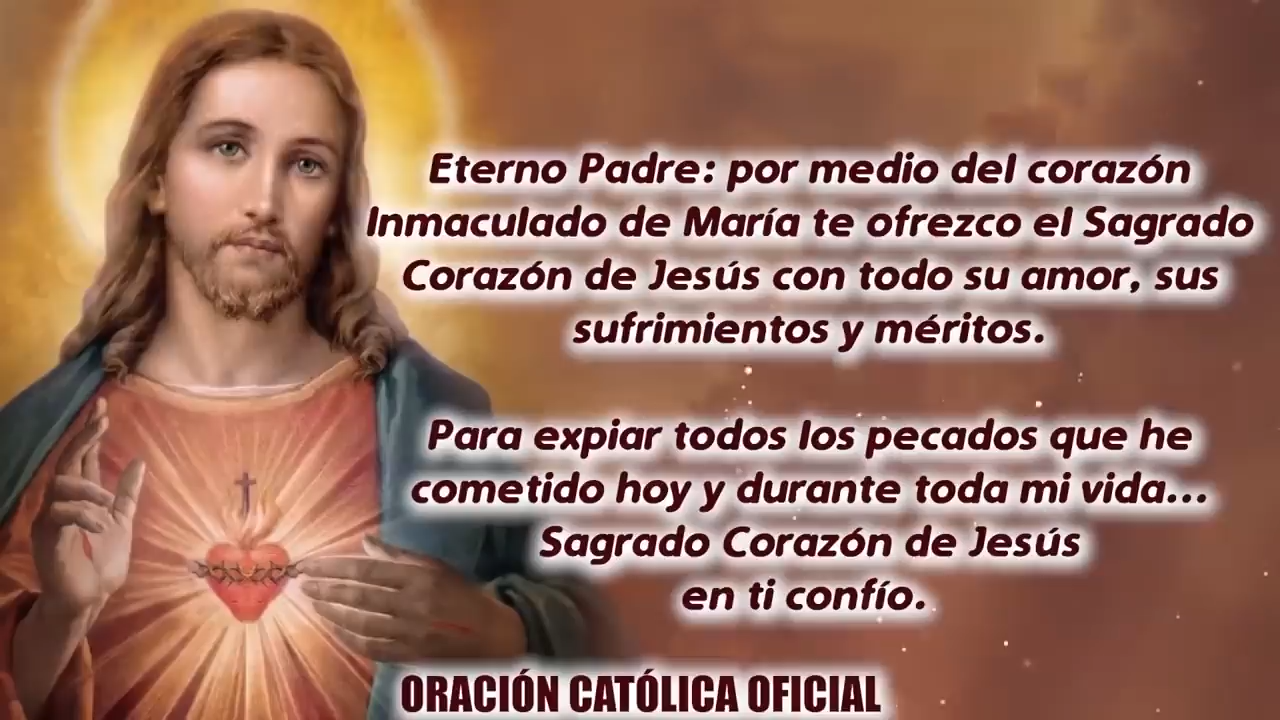 Eterno Padre: por medio del corazón
Inmaculado de María te ofrezco el Sagrado
Corazón de Jesús con todo su amor, sus
sufrimientos y méritos.
Para expiar todos los pecados que he
cometido hoy y durante toda mi vida...
Sagrado Corazón de Jesús
en ti confío.
ORACIÓN CATÓLICA OFICIAL